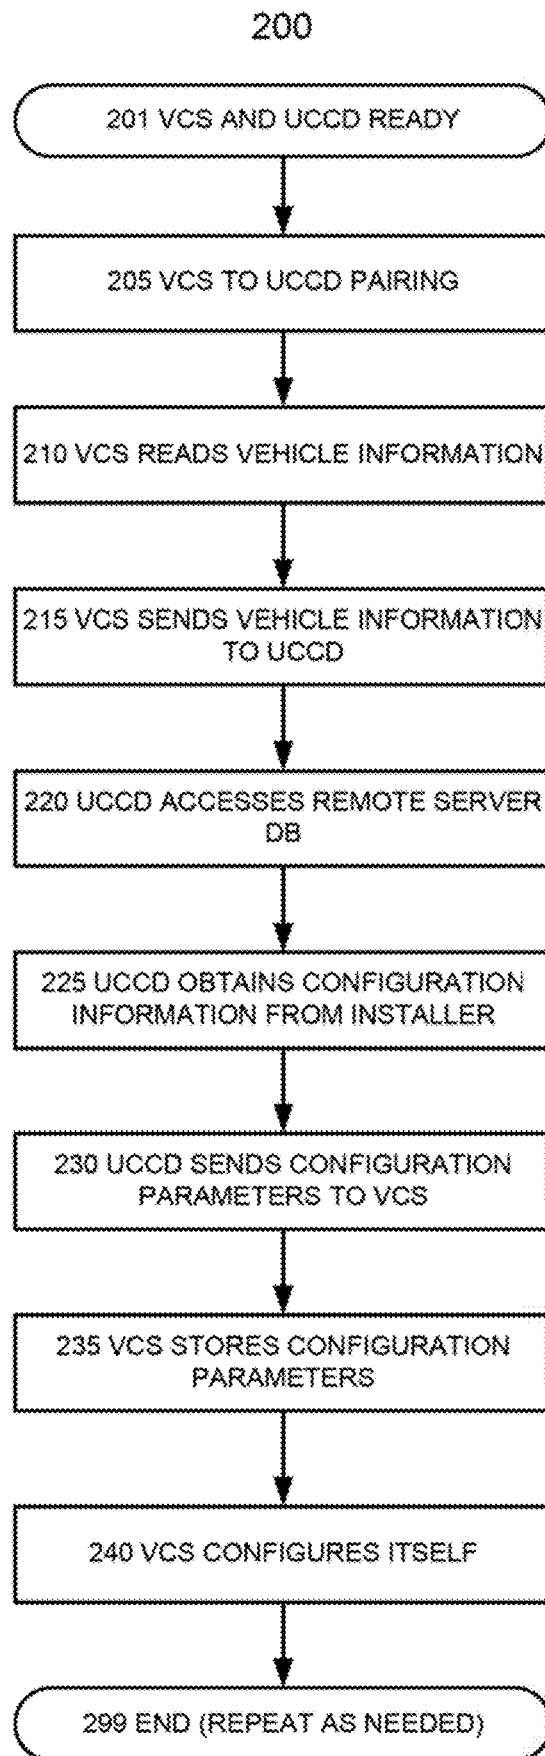 200
201 VCS AND UCCD READY
205 VCS TO UCCD PAIRING
210 VCS READS VEHICLE INFORMATION
215 VCS SENDS VEHICLE INFORMATION
TO UCCD
220 UCCD ACCESSES REMOTE SERVER
DB
225 UCCD OBTAINS CONFIGURATION
INFORMATION FROM INSTALLER
230 UCCD SENDS CONFIGURATION
PARAMETERS TO VCS
235 VCS STORES CONFIGURATION
PARAMETERS
240 VCS CONFIGURES ITSELF
299 END (REPEAT AS NEEDED)